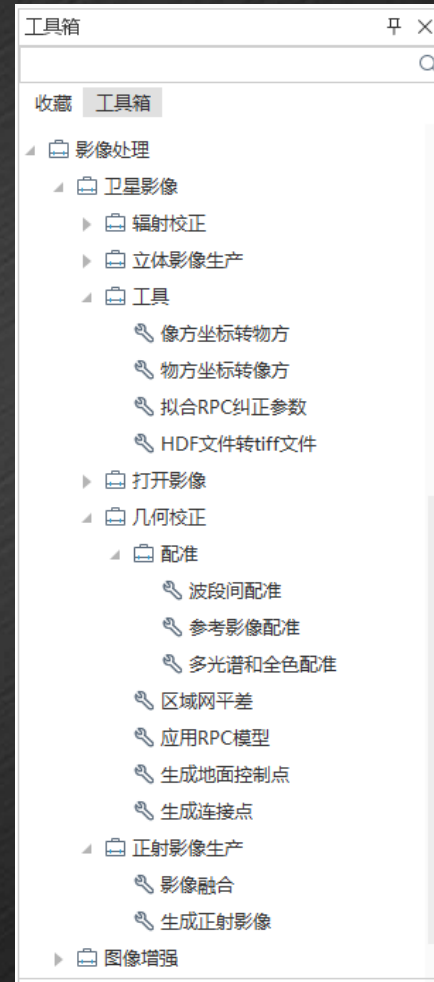 工具箱
收藏 工具箱
影像处理
卫星影像
辐射校正
立体影像生产
工具
像方坐标转物方
物方坐标转像方
拟合RPC纠正参数
HDF文件转tiff文件
打开影像
几何校正
配准
波段间配准
参考影像配准
多光谱和全色配准
区域网平差
应用RPC模型
生成地面控制点
生成连接点
正射影像生产
影像融合
生成正射影像
图像增强